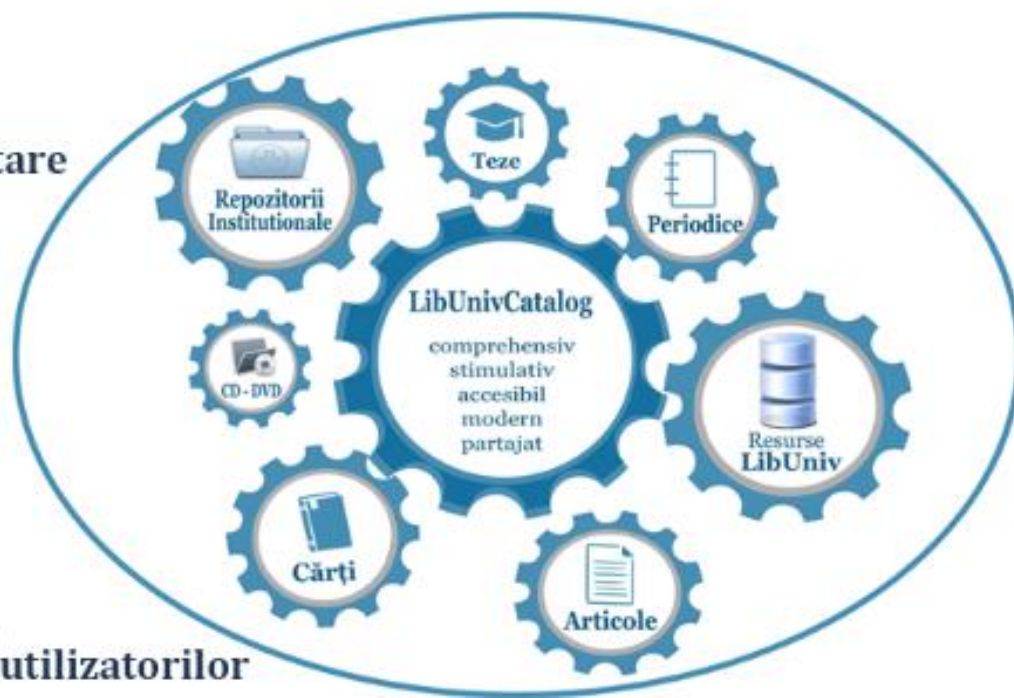 tare
Teze
Repozitorii
Institutionale
Periodice
LibUnivCatalog
comprehensiv
stimulativ
accesibil
modern
partajat
CD - DVD
Resurse
LibUniv
Cărți
Articole
utilizatorilor